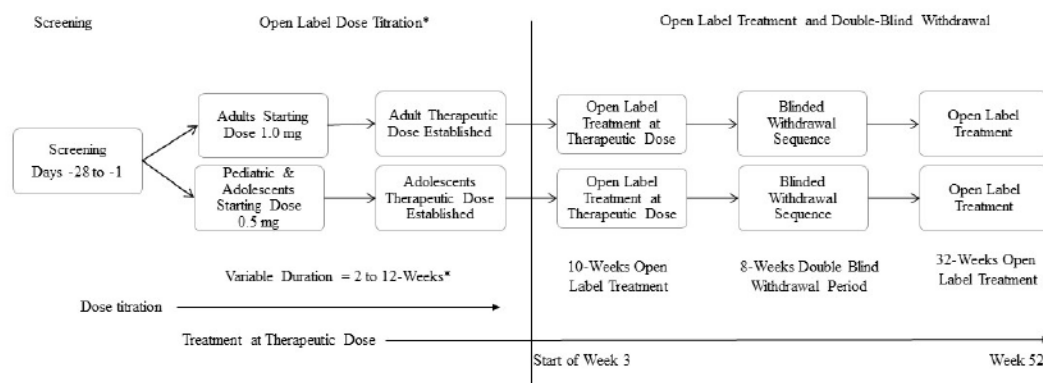 Screening
Open Label Dose Titration*
Open Label Treatment and Double-Blind Withdrawal
Screening
Days -28 to -1
Adults Starting
Dose 1.0 mg
Adult Therapeutic
Dose Established
Open Label
Treatment at
Therapeutic Dose
Blinded
Withdrawal
Sequence
Open Label
Treatment
Pediatric &
Adolescents
Starting Dose
0.5 mg
Adolescents
Therapeutic Dose
Established
Open Label
Treatment at
Therapeutic Dose
Blinded
Withdrawal
Sequence
Open Label
Treatment
Variable Duration = 2 to 12-Weeks*
10-Weeks Open
Label Treatment
8-Weeks Double Blind
Withdrawal Period
32-Weeks Open
Label Treatment
Dose titration
Treatment at Therapeutic Dose
Start of Week 3
Week 52